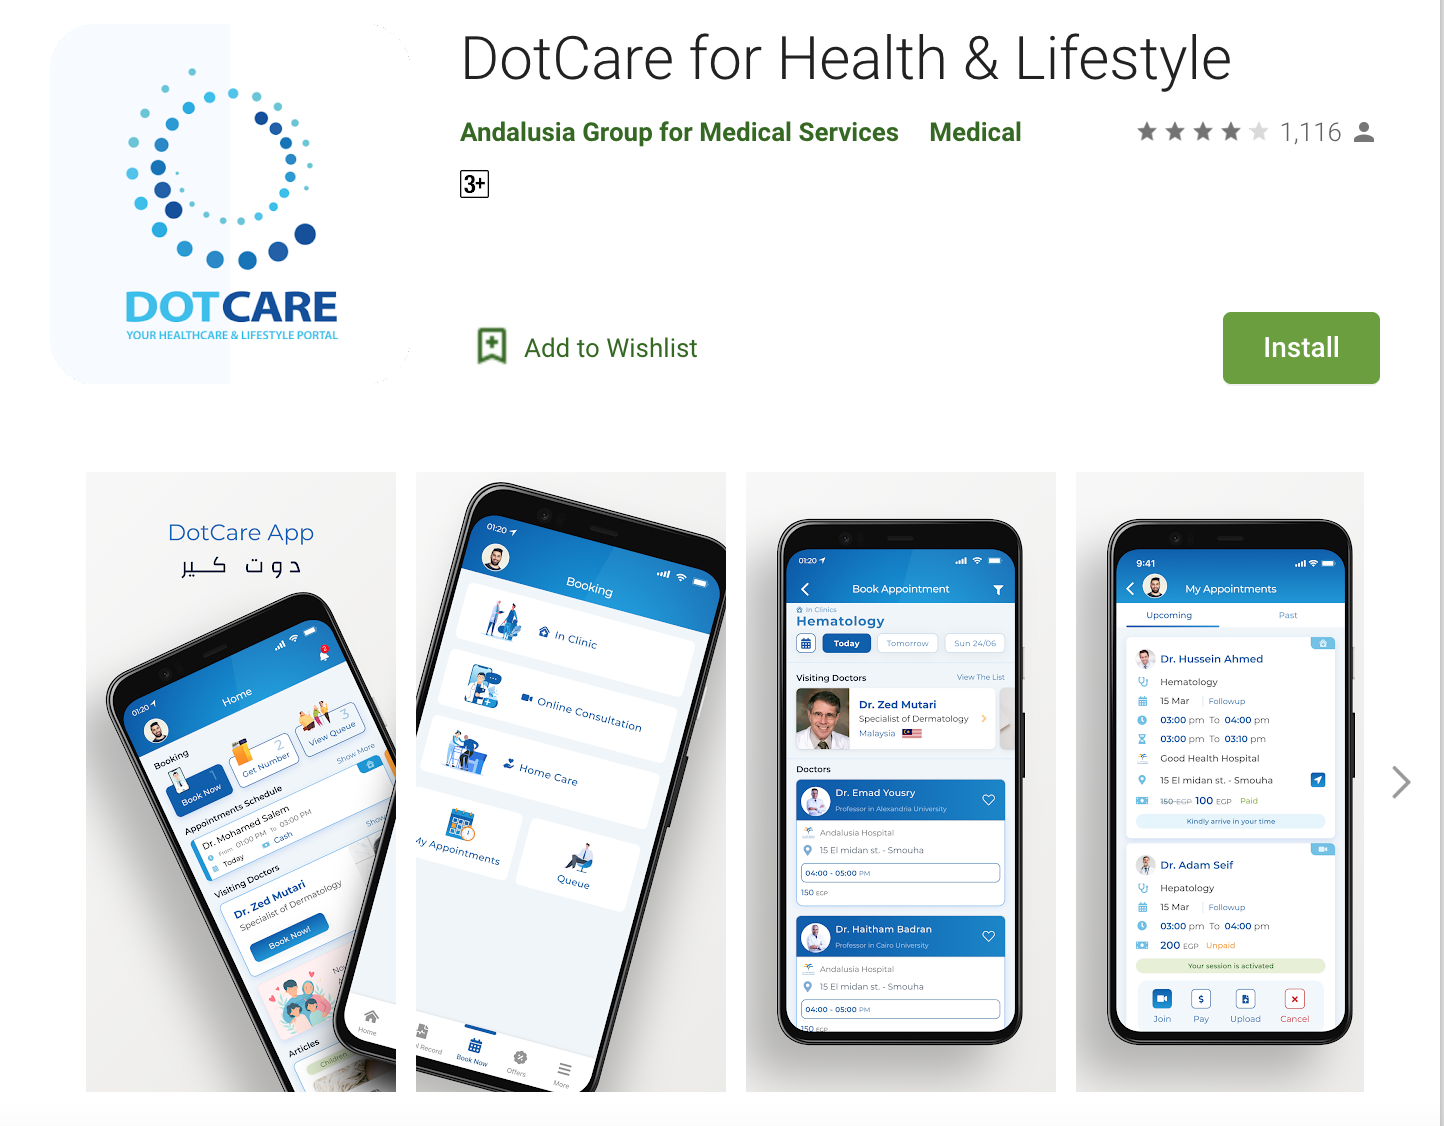 DotCare for Health & Lifestyle
Andalusia Group for Medical Services Medical 1,116
3+
DOTCARE
YOUR HEALTHCARE & LIFESTYLE PORTAL
Add to Wishlist
Install
DotCare App
دوت كير
01:20
Home
2
Booking
1
Book Now
2
Get Number
3
View Queue
Show More
Appointments Schedule
Dr. Mohamed Salem
From 01:00 PM To 03:00 PM
Today Cash
Show
Visiting Doctors
Dr. Zed Mutari
Specialist of Dermatology
Book Now!
Articles
Children
Home
01:20
Booking
In Clinic
Online Consultation
Home Care
My Appointments
Queue
Record
Book Now
Offers
More
01:20
Book Appointment
In Clinics
Hematology
Today
Tomorrow
Sun 24/06
Visiting Doctors
View The List
Dr. Zed Mutari
Specialist of Dermatology
Malaysia
Doctors
Dr. Emad Yousry
Professor in Alexandria University
Andalusia Hospital
15 El midan st. - Smouha
04:00 - 05:00 PM
150 EGP
Dr. Haitham Badran
Professor in Cairo University
Andalusia Hospital
15 El midan st. - Smouha
04:00 - 05:00 PM
150 EGP
9:41
My Appointments
Upcoming
Past
Dr. Hussein Ahmed
Hematology
15 Mar Followup
03:00 pm To 04:00 pm
03:00 pm To 03:10 pm
Good Health Hospital
15 El midan st. - Smouha
150 EGP 100 EGP Paid
Kindly arrive in your time
Dr. Adam Seif
Hepatology
15 Mar Followup
03:00 pm To 04:00 pm
200 EGP Unpaid
Your session is activated
Join
Pay
Upload
Cancel